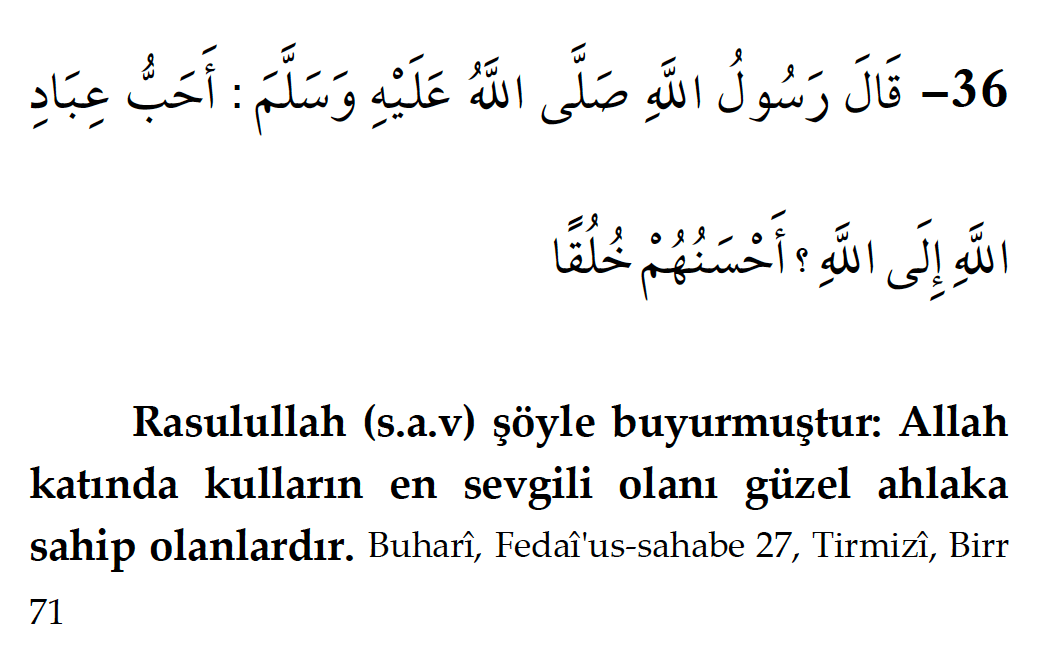 36– قَالَ رَسُولُ اللَّهِ صَلَّى اللَّهُ عَلَيْهِ وَسَلَّمَ : أَحَبُّ عِبَادِ
اللَّهِ إِلَى اللَّهِ ؟ أَحْسَنُهُمْ خُلُقًا
Rasulullah (s.a.v) şöyle buyurmuştur: Allah
katında kulların en sevgili olanı güzel ahlaka
sahip olanlardır. Buharî, Fedaî'us-sahabe 27, Tirmizî, Birr
71